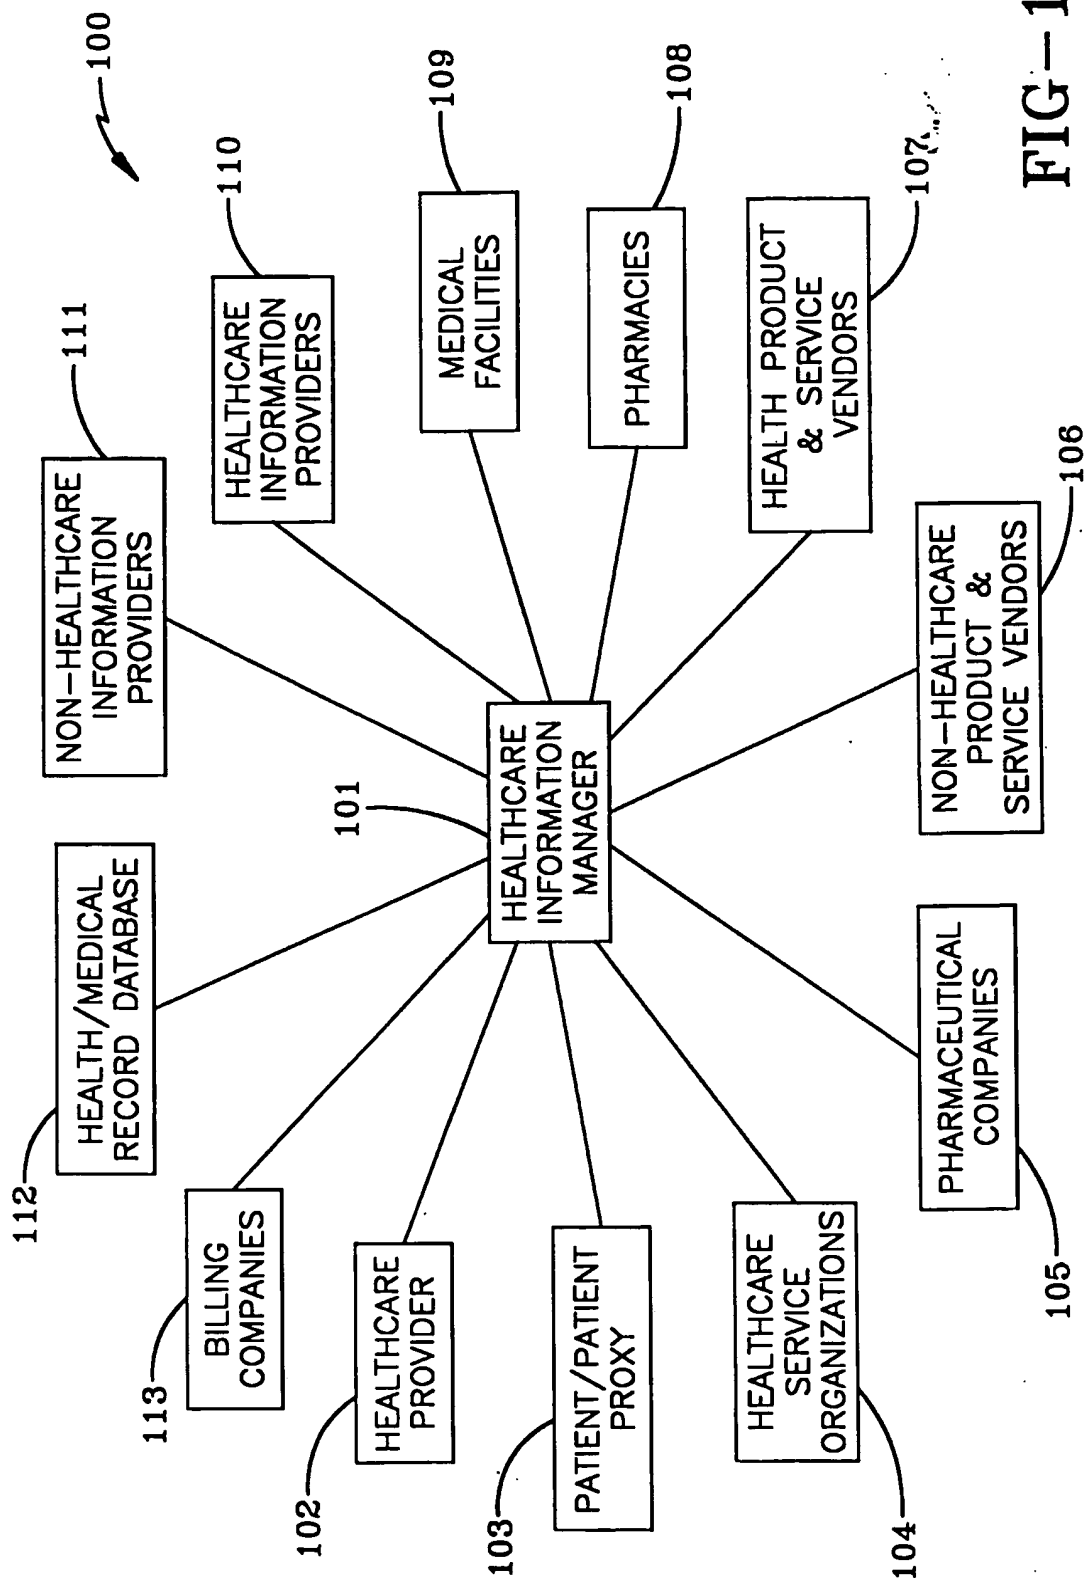 100
111
NON-HEALTHCARE
INFORMATION
PROVIDERS
110
HEALTHCARE
INFORMATION
PROVIDERS
109
MEDICAL
FACILITIES
108
PHARMACIES
107
HEALTH PRODUCT
& SERVICE
VENDORS
106
NON-HEALTHCARE
PRODUCT &
SERVICE VENDORS
101
HEALTHCARE
INFORMATION
MANAGER
112
HEALTH/MEDICAL
RECORD DATABASE
113
BILLING
COMPANIES
102
HEALTHCARE
PROVIDER
103
PATIENT/PATIENT
PROXY
104
HEALTHCARE
SERVICE
ORGANIZATIONS
105
PHARMACEUTICAL
COMPANIES
FIG-1